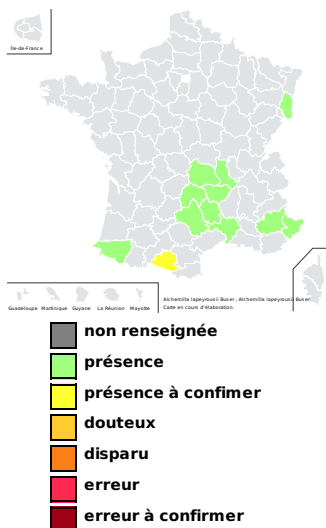 Île-de-France
Guadeloupe Martinique Guyane La Réunion Mayotte
Alchemilla lapeyrousii Buser , Alchemilla lapeyrousii Buser
Carte en cours d'élaboration.
non renseignée
présence
présence à confimer
douteux
disparu
erreur
erreur à confirmer